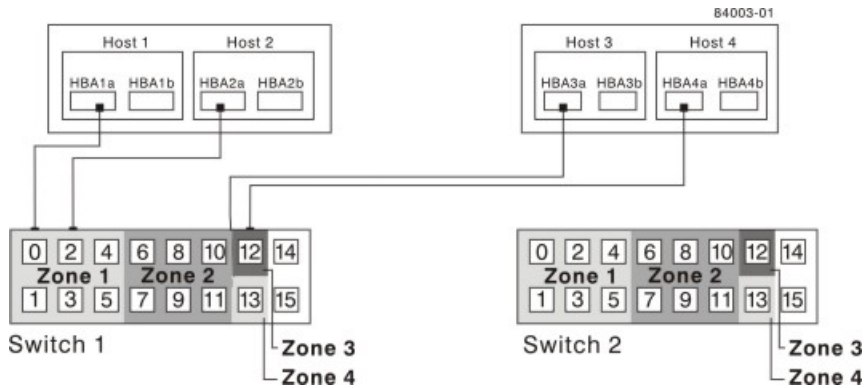 84003-01
Host 1 Host 2 Host 3 Host 4
HBA1a HBA1b HBA2a HBA2b HBA3a HBA3b HBA4a HBA4b
0 2 4 6 8 10 12 14 0 2 4 6 8 10 12 14
Zone 1 Zone 2 Zone 1 Zone 2
1 3 5 7 9 11 13 15 1 3 5 7 9 11 13 15
Switch 1 Zone 3 Switch 2 Zone 3
Zone 4 Zone 4